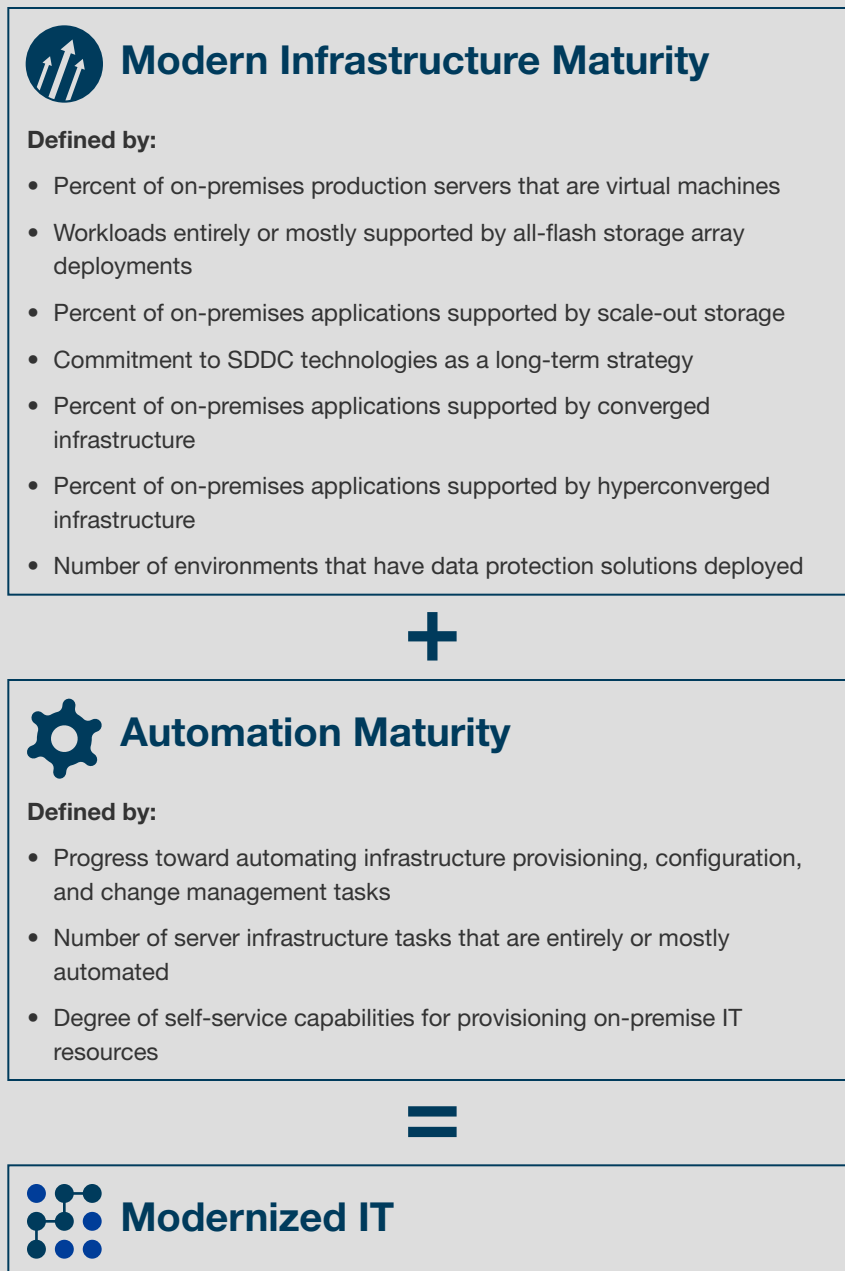 Modern Infrastructure Maturity
Defined by:
• Percent of on-premises production servers that are virtual machines
• Workloads entirely or mostly supported by all-flash storage array
deployments
• Percent of on-premises applications supported by scale-out storage
• Commitment to SDDC technologies as a long-term strategy
• Percent of on-premises applications supported by converged
infrastructure
• Percent of on-premises applications supported by hyperconverged
infrastructure
• Number of environments that have data protection solutions deployed
+
Automation Maturity
Defined by:
• Progress toward automating infrastructure provisioning, configuration,
and change management tasks
• Number of server infrastructure tasks that are entirely or mostly
automated
• Degree of self-service capabilities for provisioning on-premise IT
resources
=
Modernized IT